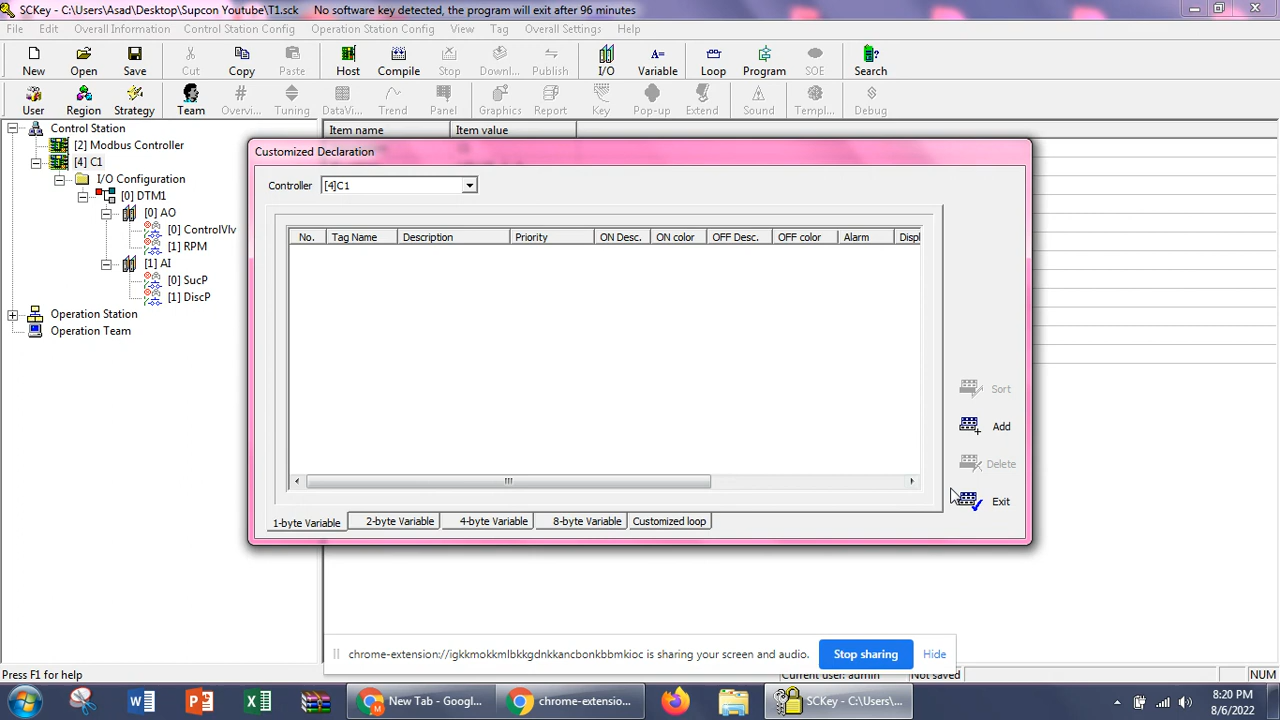 SCKey - C:\Users\Asad\Desktop\Supcon Youtube\T1.sck No software key detected, the program will exit after 96 minutes
File Edit Overall Information Control Station Config Operation Station Config View Tag Overall Settings Help
New Open Save Cut Copy Paste Host Compile Stop Downl... Publish I/O Variable Loop Program SOE Search
User Region Strategy Team Overvi... Tuning DataVi... Trend Panel Graphics Report Key Pop-up Extend Sound Templ... Debug
Control Station
[2] Modbus Controller
[4] C1
I/O Configuration
[0] DTM1
[0] AO
[0] ControlVlv
[1] RPM
[1] AI
[0] SucP
[1] DiscP
Operation Station
Operation Team
Item name Item value
Customized Declaration
Controller [4]C1
No. Tag Name Description Priority ON Desc. ON color OFF Desc. OFF color Alarm Displ
Sort
Add
Delete
Exit
1-byte Variable 2-byte Variable 4-byte Variable 8-byte Variable Customized loop
chrome-extension://igkkmokkmlbkkgdnkkancbonkbbmkioc is sharing your screen and audio. Stop sharing Hide
Press F1 for help Current user: admin Not saved NUM
New Tab - Googl... chrome-extensio... SCKey - C:\Users\... 8:20 PM
8/6/2022